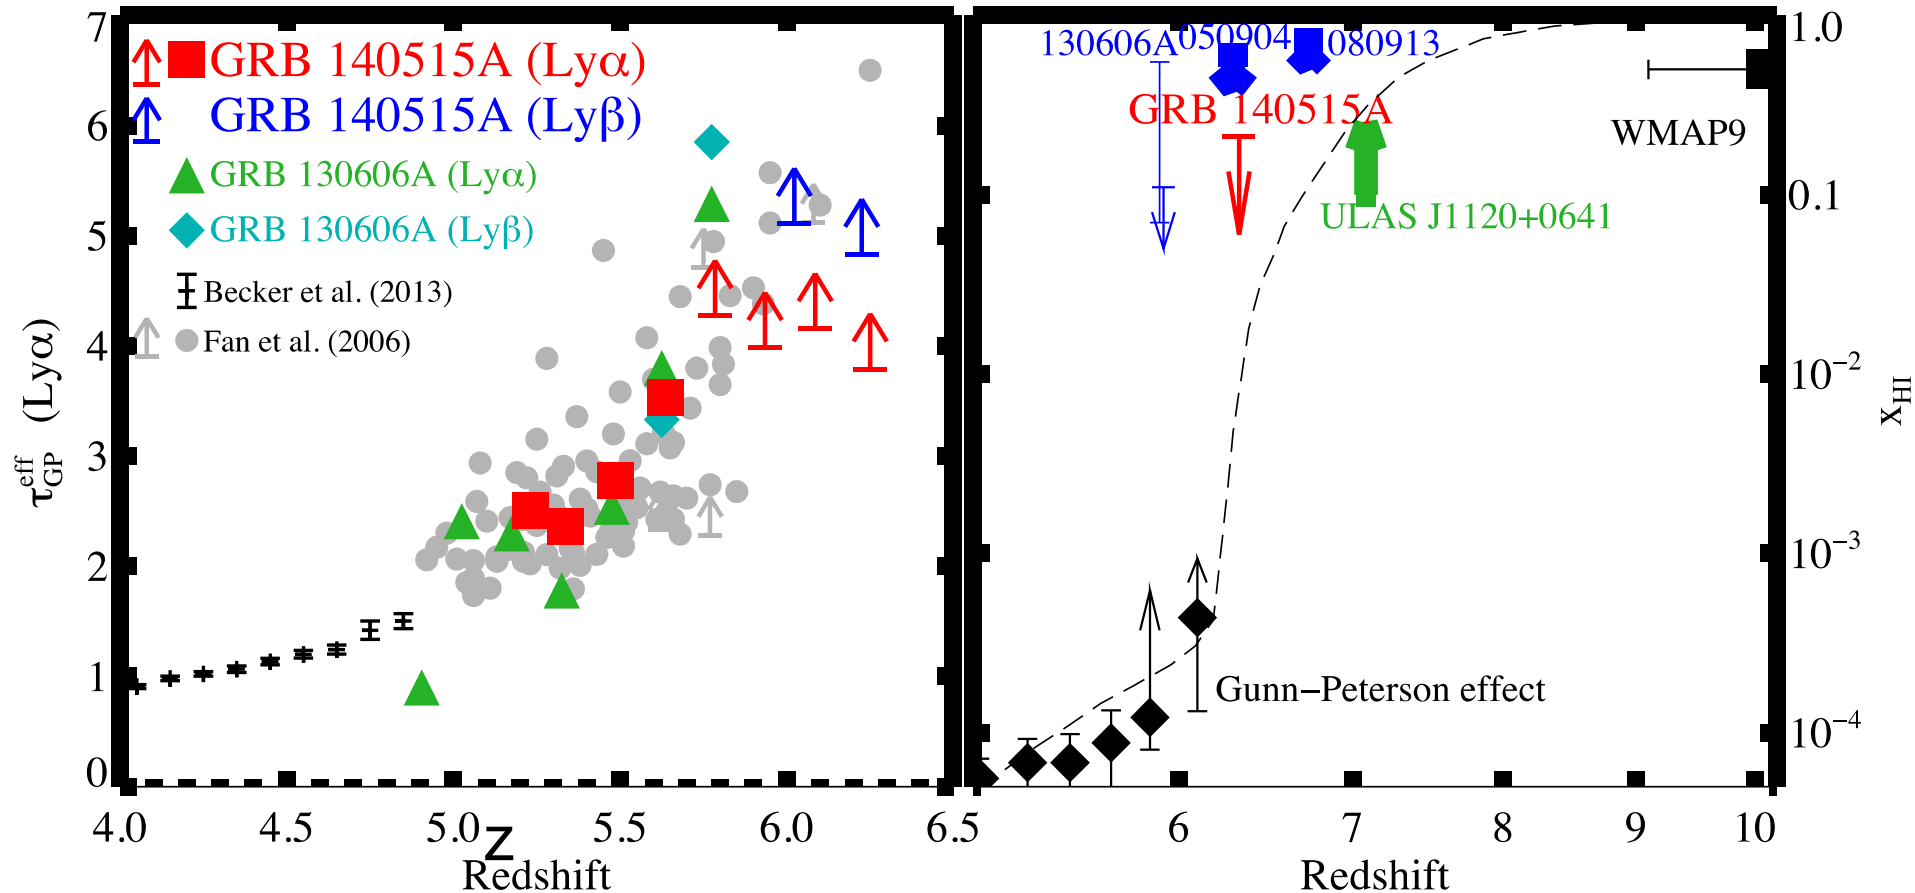 7
6
5
4
3
2
1
0
τ_GP^eff (Lyα)
GRB 140515A (Lyα)
GRB 140515A (Lyβ)
GRB 130606A (Lyα)
GRB 130606A (Lyβ)
Becker et al. (2013)
Fan et al. (2006)
4.0 4.5 5.0 5.5 6.0 6.5
z
Redshift
130606A 050904 080913
GRB 140515A
WMAP9
ULAS J1120+0641
Gunn−Peterson effect
1.0
0.1
10⁻²
10⁻³
10⁻⁴
x_HI
6 7 8 9 10
Redshift